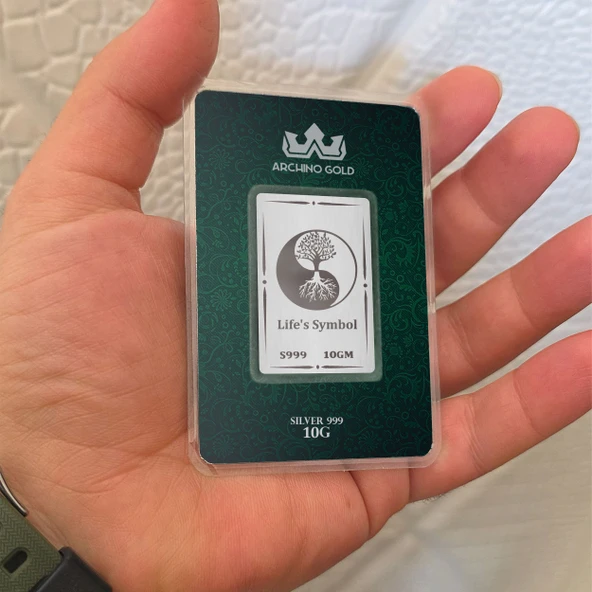 ARCHINO GOLD
Life's Symbol
S999 10GM
SILVER 999
10G